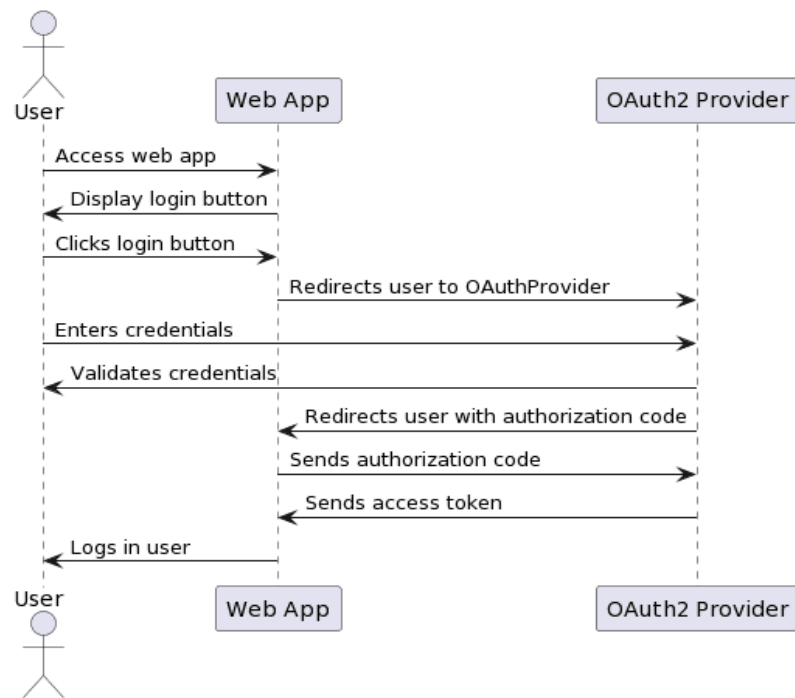 User
Web App
OAuth2 Provider
Access web app
Display login button
Clicks login button
Redirects user to OAuthProvider
Enters credentials
Validates credentials
Redirects user with authorization code
Sends authorization code
Sends access token
Logs in user
User
Web App
OAuth2 Provider